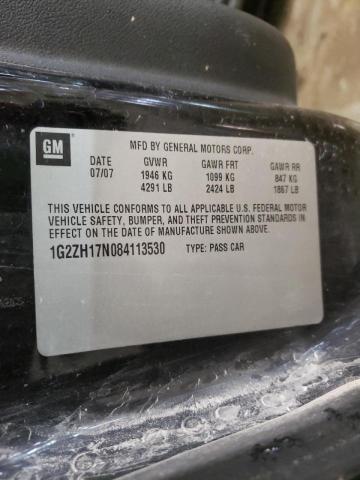 GM
MFD BY GENERAL MOTORS CORP.
DATE GVWR GAWR FRT GAWR RR
07/07 1946 KG 1099 KG 847 KG
4291 LB 2424 LB 1867 LB
THIS VEHICLE CONFORMS TO ALL APPLICABLE U.S. FEDERAL MOTOR
VEHICLE SAFETY, BUMPER, AND THEFT PREVENTION STANDARDS IN
EFFECT ON THE DATE OF MANUFACTURE SHOWN ABOVE.
1G2ZH17N084113530 TYPE: PASS CAR